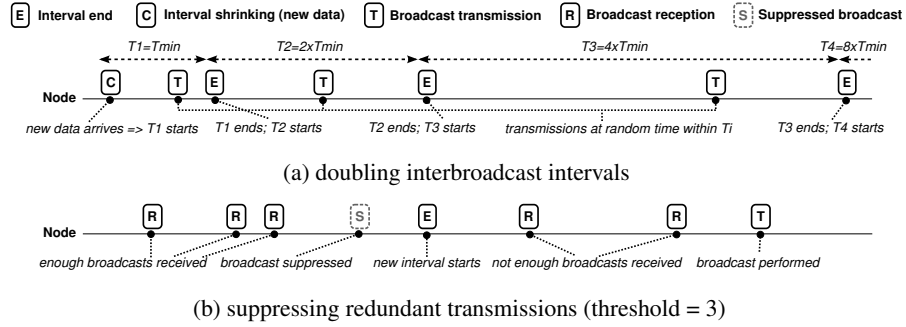 E Interval end C Interval shrinking (new data) T Broadcast transmission R Broadcast reception S Suppressed broadcast
T1=Tmin T2=2xTmin T3=4xTmin T4=8xTmin
C T E T E T E
Node
new data arrives => T1 starts T1 ends; T2 starts T2 ends; T3 starts transmissions at random time within Ti T3 ends; T4 starts
(a) doubling interbroadcast intervals
R R R S E R R T
Node
enough broadcasts received broadcast suppressed new interval starts not enough broadcasts received broadcast performed
(b) suppressing redundant transmissions (threshold = 3)